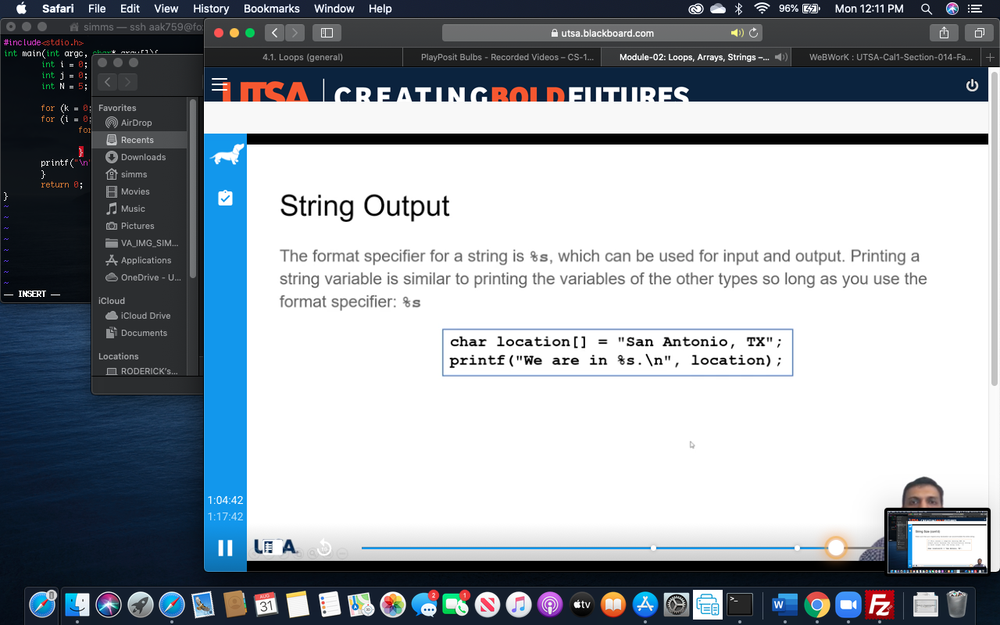 Safari File Edit View History Bookmarks Window Help 96% Mon 12:11 PM
simms — ssh aak759@fo
#include<stdio.h>
int main(int argc, char* argv[]){
int i = 0;
int j = 0;
int N = 5;
for (k = 0;
for (i = 0;
for
}
printf("\n"
}
return 0;
}
~
~
~
~
~
~
~
~
— INSERT —
Favorites
AirDrop
Recents
Downloads
simms
Movies
Music
Pictures
VA_IMG_SIM...
Applications
OneDrive - U...
iCloud
iCloud Drive
Documents
Locations
RODERICK's...
utsa.blackboard.com
4.1. Loops (general)
PlayPosit Bulbs - Recorded Videos – CS-1...
Module-02: Loops, Arrays, Strings –...
WeBWorK : UTSA-Cal1-Section-014-Fa...
UTSA CREATINGBOLDFUTURES
String Output
The format specifier for a string is %s, which can be used for input and output. Printing a
string variable is similar to printing the variables of the other types so long as you use the
format specifier: %s
char location[] = "San Antonio, TX";
printf("We are in %s.\n", location);
1:04:42
1:17:42
UTSA
5
AUG
31
2
1
tv
W
FZ